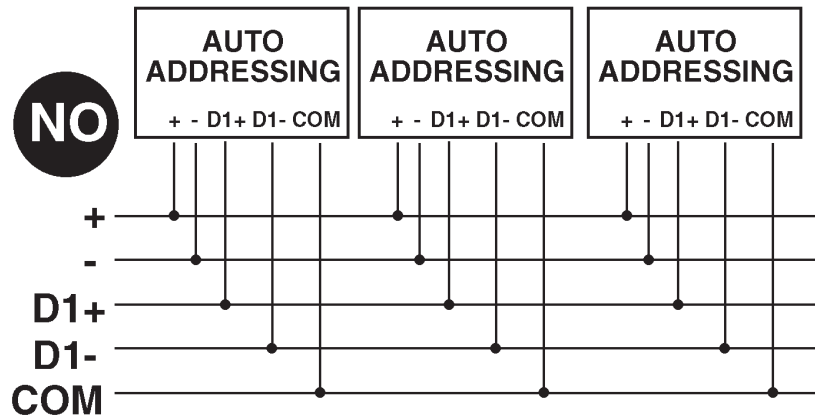 AUTO
ADDRESSING
+ - D1+ D1- COM
AUTO
ADDRESSING
+ - D1+ D1- COM
AUTO
ADDRESSING
+ - D1+ D1- COM
NO
+
-
D1+
D1-
COM